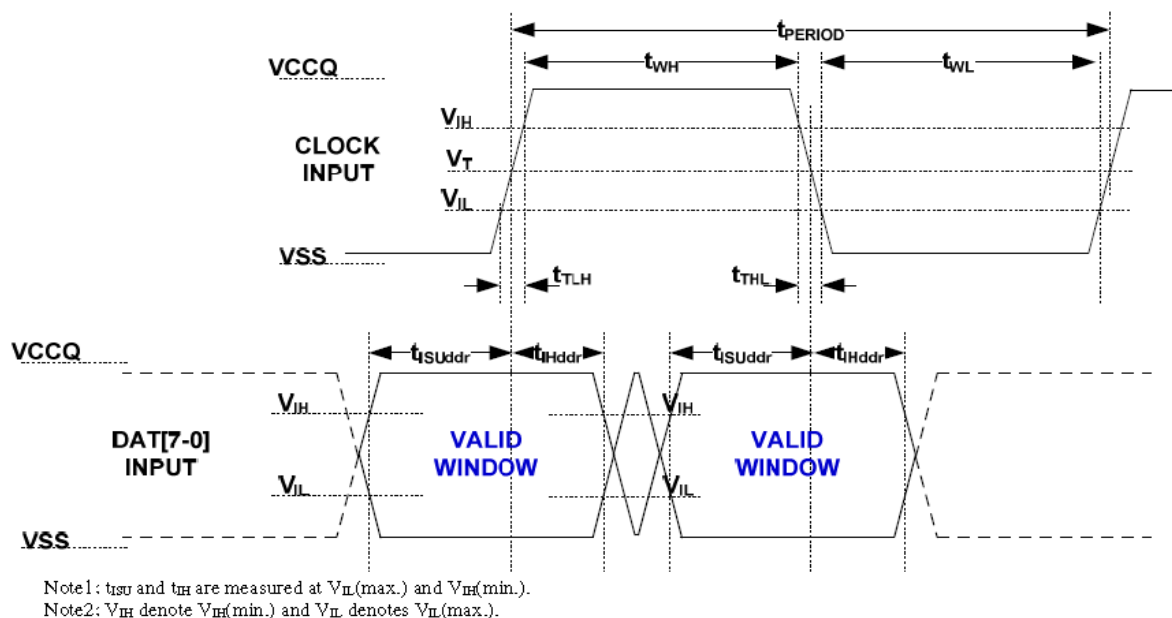 tPERIOD
VCCQ
tWH
tWL
VIH
CLOCK
INPUT
VT
VIL
VSS
tTLH
tTHL
VCCQ
tISUddr
tIHddr
tISUddr
tIHddr
VIH
VIH
DAT[7-0]
INPUT
VALID
WINDOW
VALID
WINDOW
VIL
VIL
VSS
Note1: tISU and tIH are measured at VIL(max.) and VIH(min.).
Note2: VIH denote VIH(min.) and VIL denotes VIL(max.).